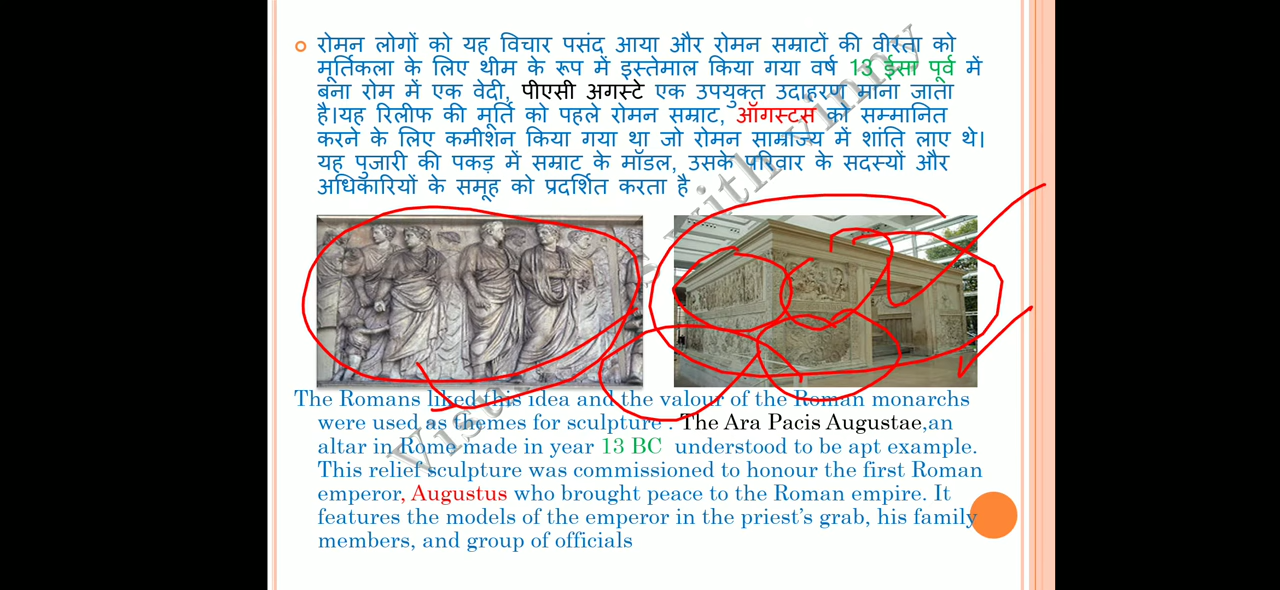 रोमन लोगों को यह विचार पसंद आया और रोमन सम्राटों की वीरता को
मूर्तिकला के लिए थीम के रूप में इस्तेमाल किया गया वर्ष 13 ईसा पूर्व में
बना रोम में एक वेदी, पीएसी अगस्टे एक उपयुक्त उदाहरण माना जाता
है।यह रिलीफ की मूर्ति को पहले रोमन सम्राट, ऑगस्टस को सम्मानित
करने के लिए कमीशन किया गया था जो रोमन साम्राज्य में शांति लाए थे।
यह पुजारी की पकड़ में सम्राट के मॉडल, उसके परिवार के सदस्यों और
अधिकारियों के समूह को प्रदर्शित करता है
The Romans liked this idea and the valour of the Roman monarchs
were used as themes for sculpture . The Ara Pacis Augustae,an
altar in Rome made in year 13 BC understood to be apt example.
This relief sculpture was commissioned to honour the first Roman
emperor, Augustus who brought peace to the Roman empire. It
features the models of the emperor in the priest's grab, his family
members, and group of officials